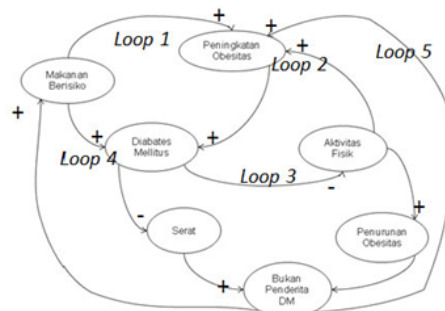 +
+
Loop 1
Loop 5
Peningkatan
Obesitas
+
Loop 2
Makanan
Berisiko
+
+
Diabetes
Mellitus
+
Aktivitas
Fisik
Loop 4
Loop 3
-
-
+
Serat
Penurunan
Obesitas
+
Bukan
Penderita
DM